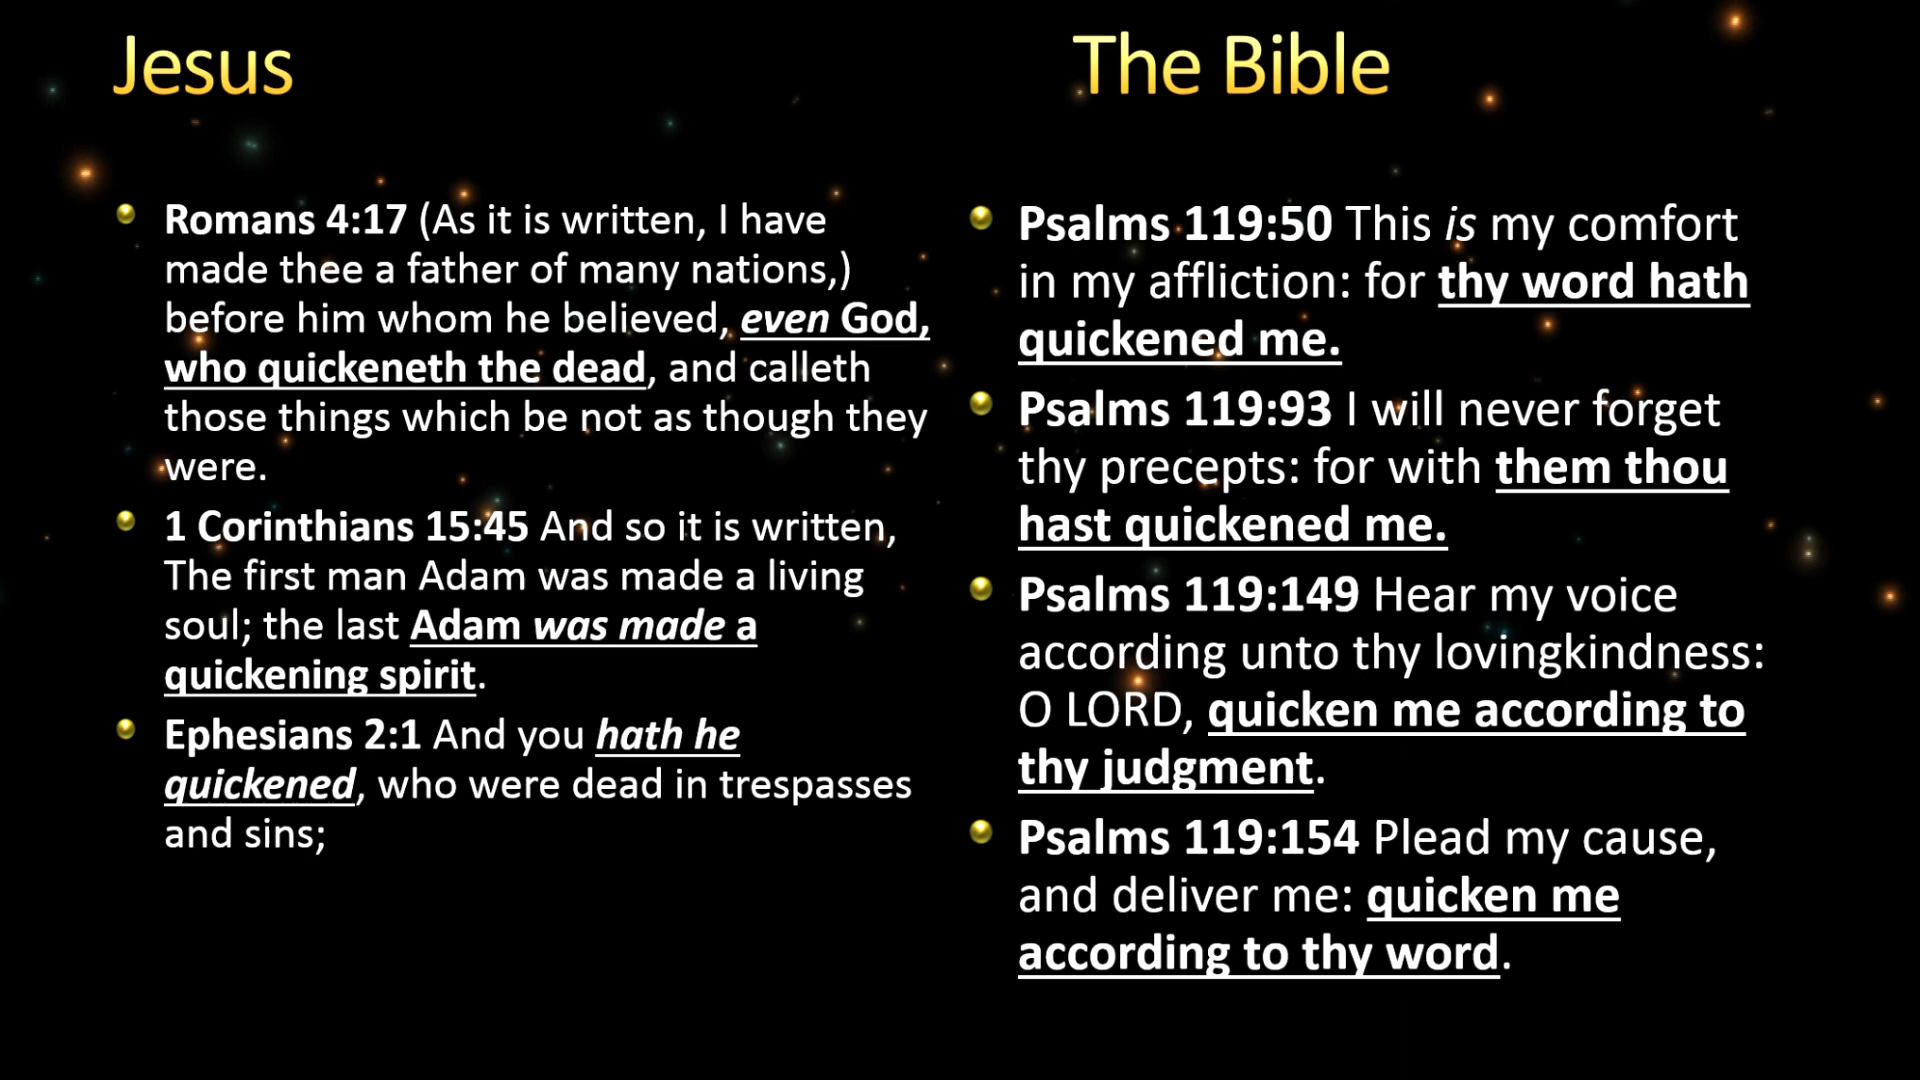 Jesus
Romans 4:17 (As it is written, I have
made thee a father of many nations,)
before him whom he believed, even God,
who quickeneth the dead, and calleth
those things which be not as though they
were.
1 Corinthians 15:45 And so it is written,
The first man Adam was made a living
soul; the last Adam was made a
quickening spirit.
Ephesians 2:1 And you hath he
quickened, who were dead in trespasses
and sins;
The Bible
Psalms 119:50 This is my comfort
in my affliction: for thy word hath
quickened me.
Psalms 119:93 I will never forget
thy precepts: for with them thou
hast quickened me.
Psalms 119:149 Hear my voice
according unto thy lovingkindness:
O LORD, quicken me according to
thy judgment.
Psalms 119:154 Plead my cause,
and deliver me: quicken me
according to thy word.